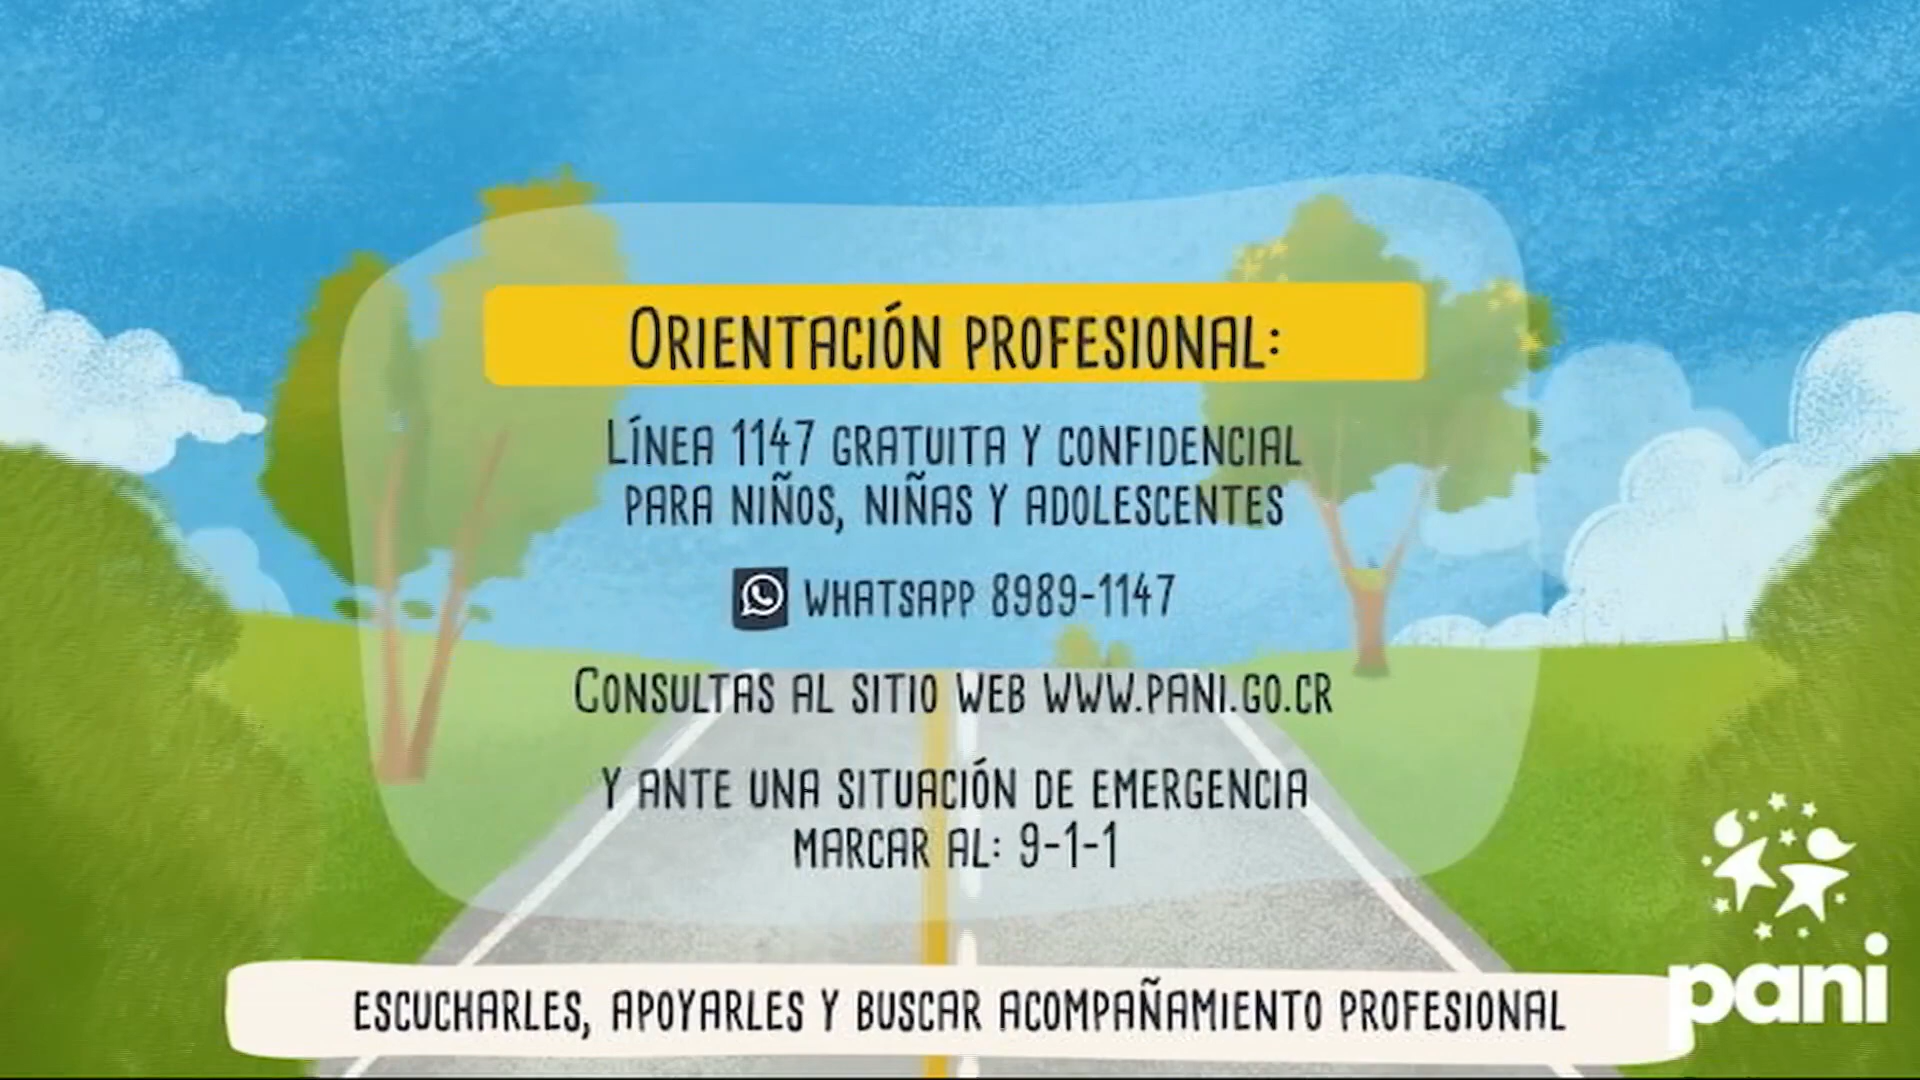 Orientación profesional:
Línea 1147 gratuita y confidencial
para niños, niñas y adolescentes
Whatsapp 8989-1147
Consultas al sitio web www.pani.go.cr
Y ante una situación de emergencia
marcar al: 9-1-1
escucharles, apoyarles y buscar acompañamiento profesional
pani